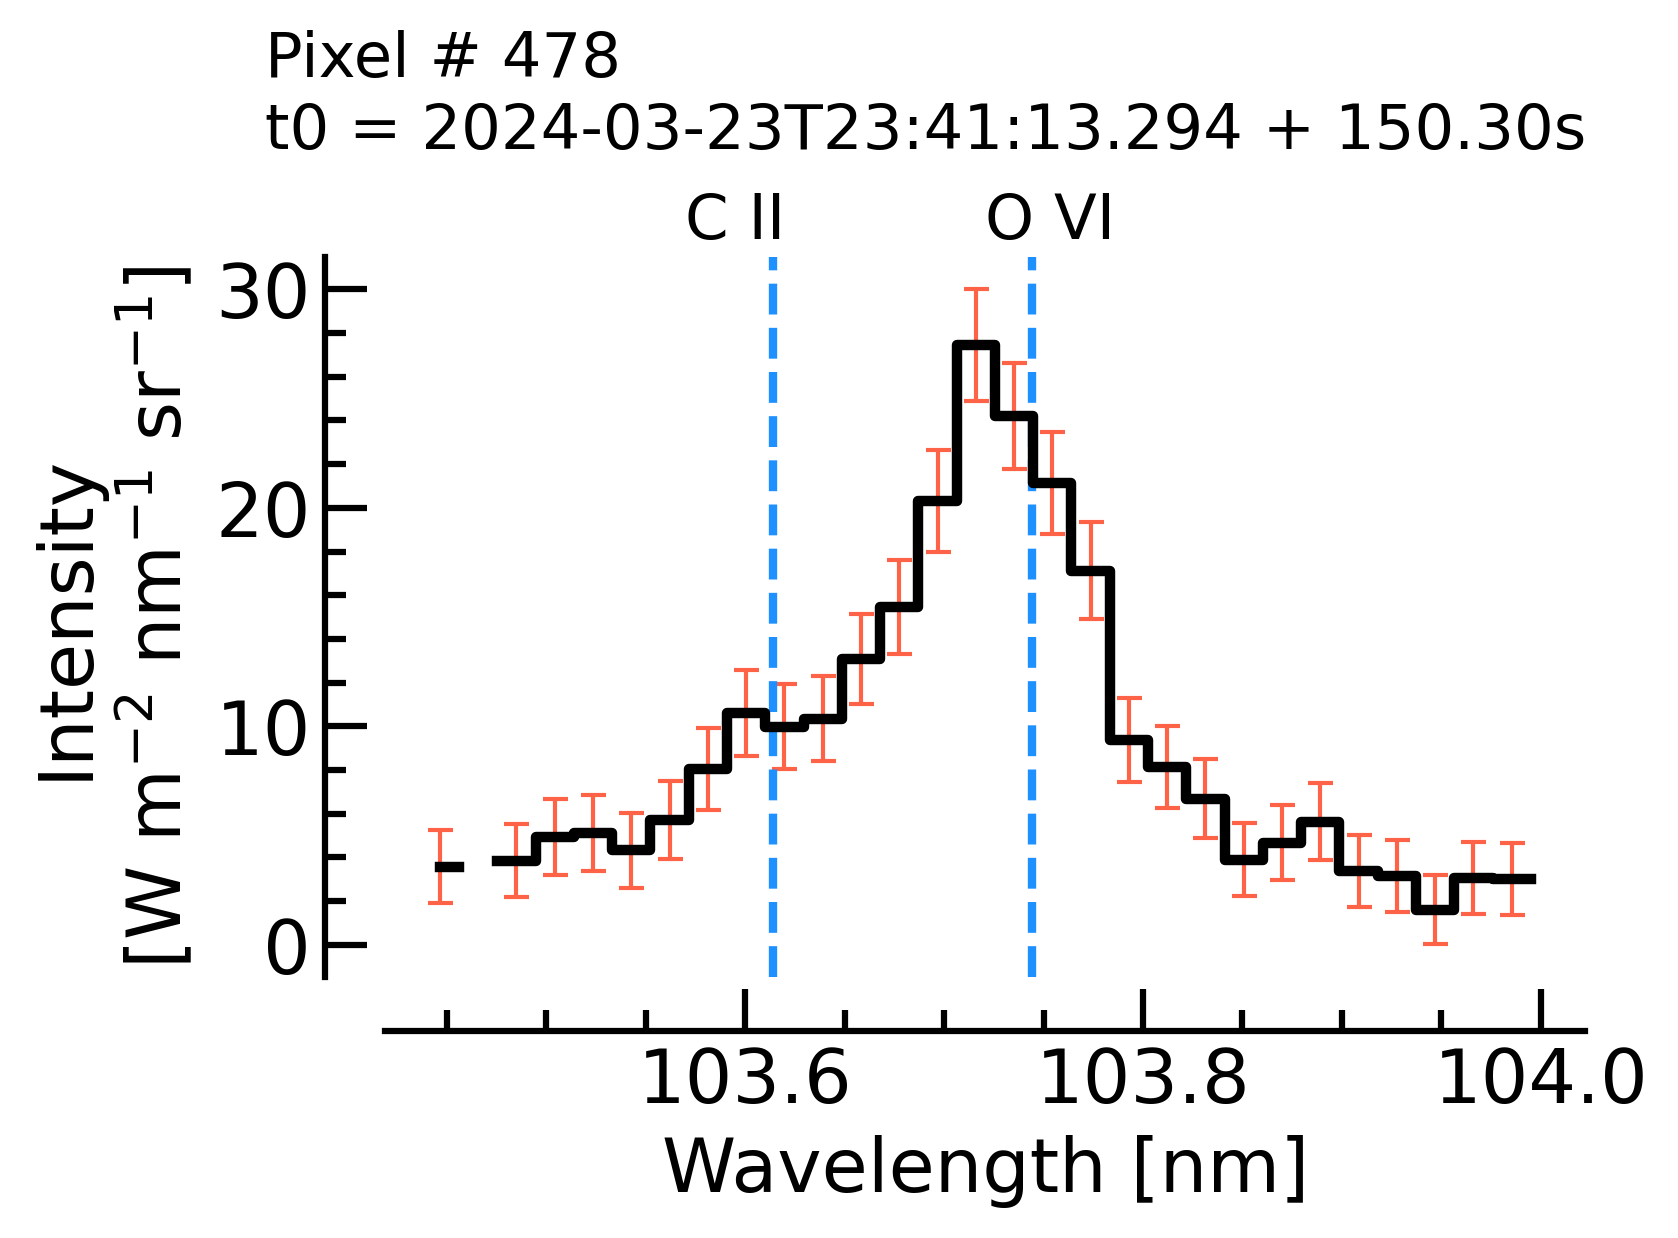 Pixel # 478
t0 = 2024-03-23T23:41:13.294 + 150.30s
C II O VI
Intensity
[W m⁻² nm⁻¹ sr⁻¹]
30
20
10
0
103.6 103.8 104.0
Wavelength [nm]